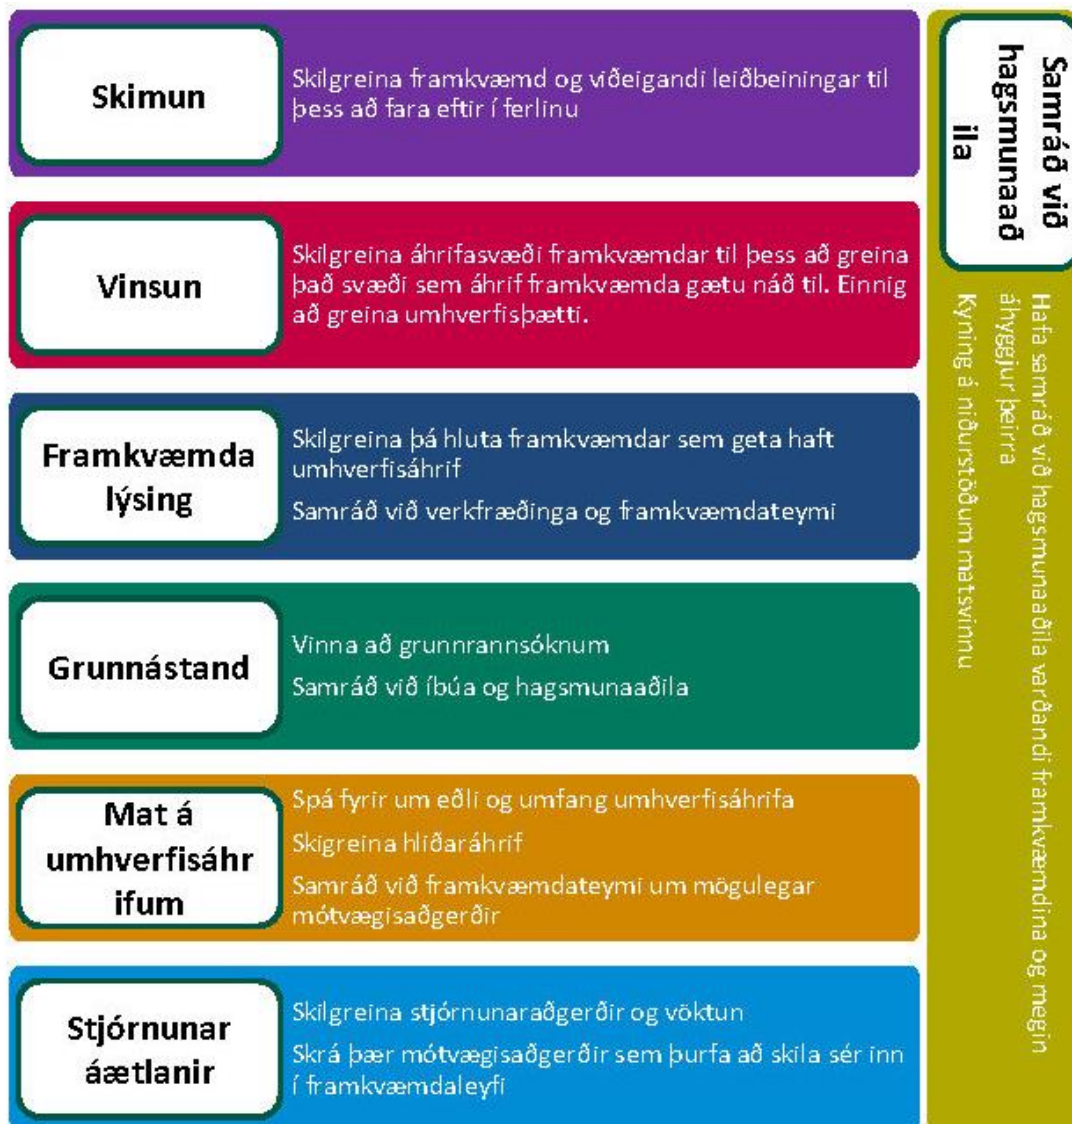 Skimun
Skilgreina framkvæmd og viðeigandi leiðbeiningar til
þess að fara eftir í ferlinu
Vinsun
Skilgreina áhrifasvæði framkvæmdar til þess að greina
það svæði sem áhrif framkvæmda gætu náð til. Einnig
að greina umhverfisþætti.
Framkvæmda
lýsing
Skilgreina þá hluta framkvæmdar sem geta haft
umhverfisáhrif
Samráð við verkfræðinga og framkvæmdateymi
Grunnástand
Vinna að grunnrannsóknum
Samráð við íbúa og hagsmunaaðila
Mat á
umhverfisáhr
ifum
Spá fyrir um eðli og umfang umhverfisáhrifa
Skigreina hliðaráhrif
Samráð við framkvæmdateymi um mögulegar
mótvægisaðgerðir
Stjórnunar
áætlanir
Skilgreina stjórnunaraðgerðir og vöktun
Skrá þær mótvægisaðgerðir sem þurfa að skila sér inn
í framkvæmdaleyfi
Samráð við
hagsmunaað
ila
Hafa samráð við hagsmunaaðila varðandi framkvæmdina og megin
áhyggjur þeirra
Kyning á niðurstöðum matsvinnu